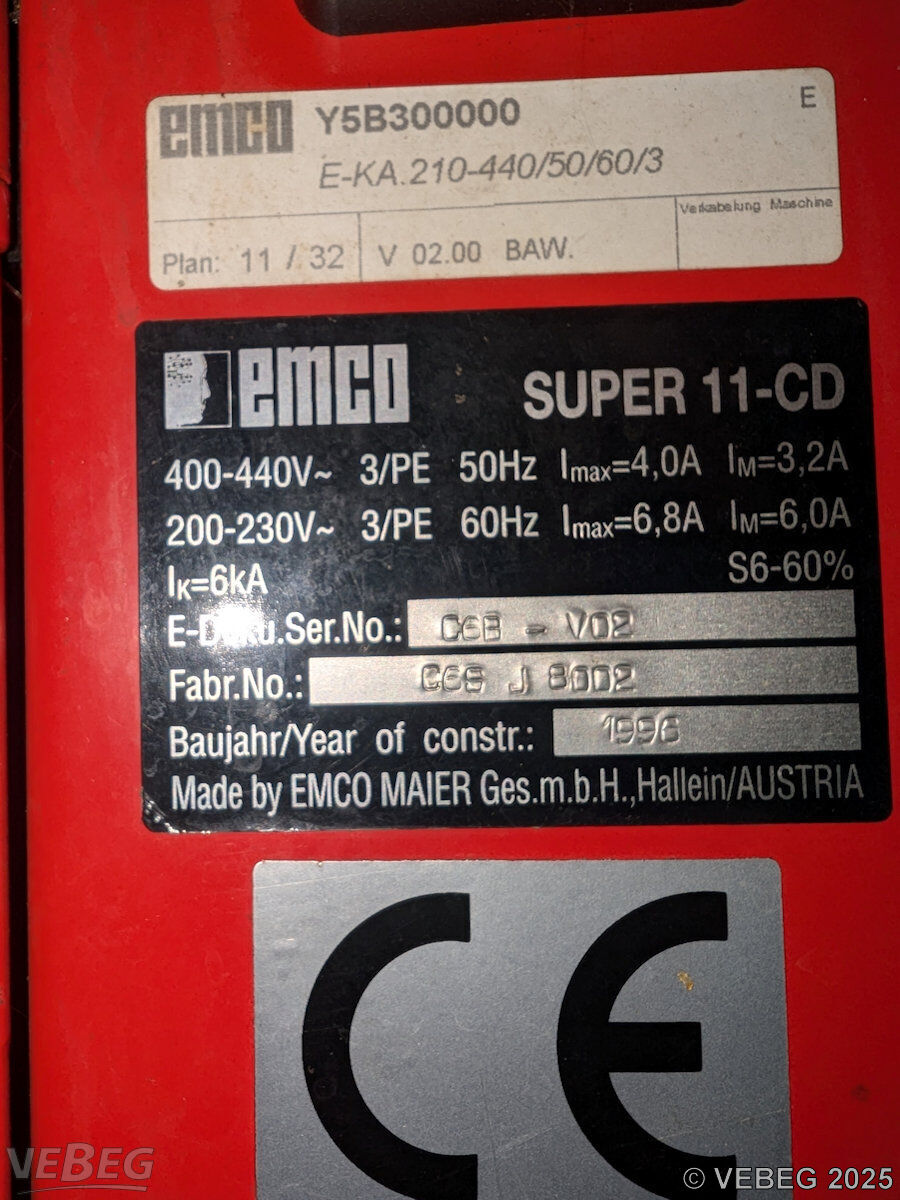 emco Y5B300000 E
E-KA.210-440/50/60/3
Verkabelung Maschine
Plan: 11 / 32 V 02.00 BAW.
emco SUPER 11-CD
400-440V~ 3/PE 50Hz Imax=4,0A IM=3,2A
200-230V~ 3/PE 60Hz Imax=6,8A IM=6,0A
IK=6kA S6-60%
E-Doku.Ser.No.: C6B - V02
Fabr.No.: J 8002
Baujahr/Year of constr.: 1996
Made by EMCO MAIER Ges.m.b.H.,Hallein/AUSTRIA
CE
VEBEG
© VEBEG 2025